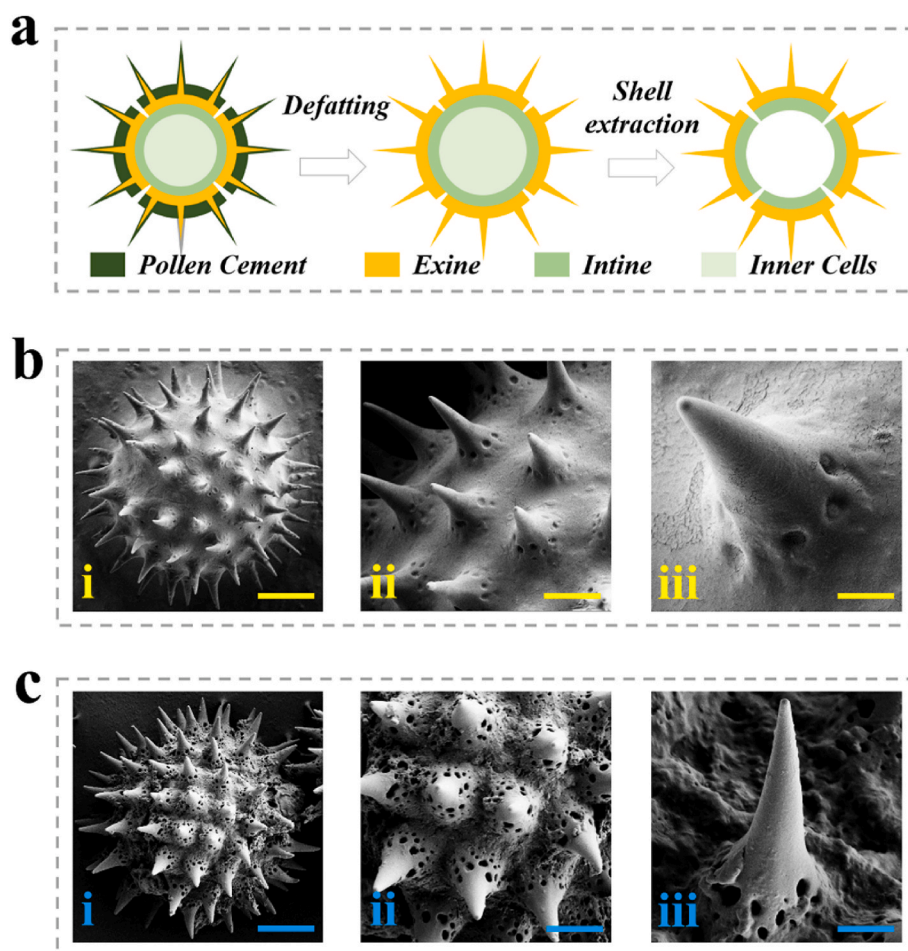 a
Defatting
Shell
extraction
Pollen Cement
Exine
Intine
Inner Cells
b
i
ii
iii
c
i
ii
iii